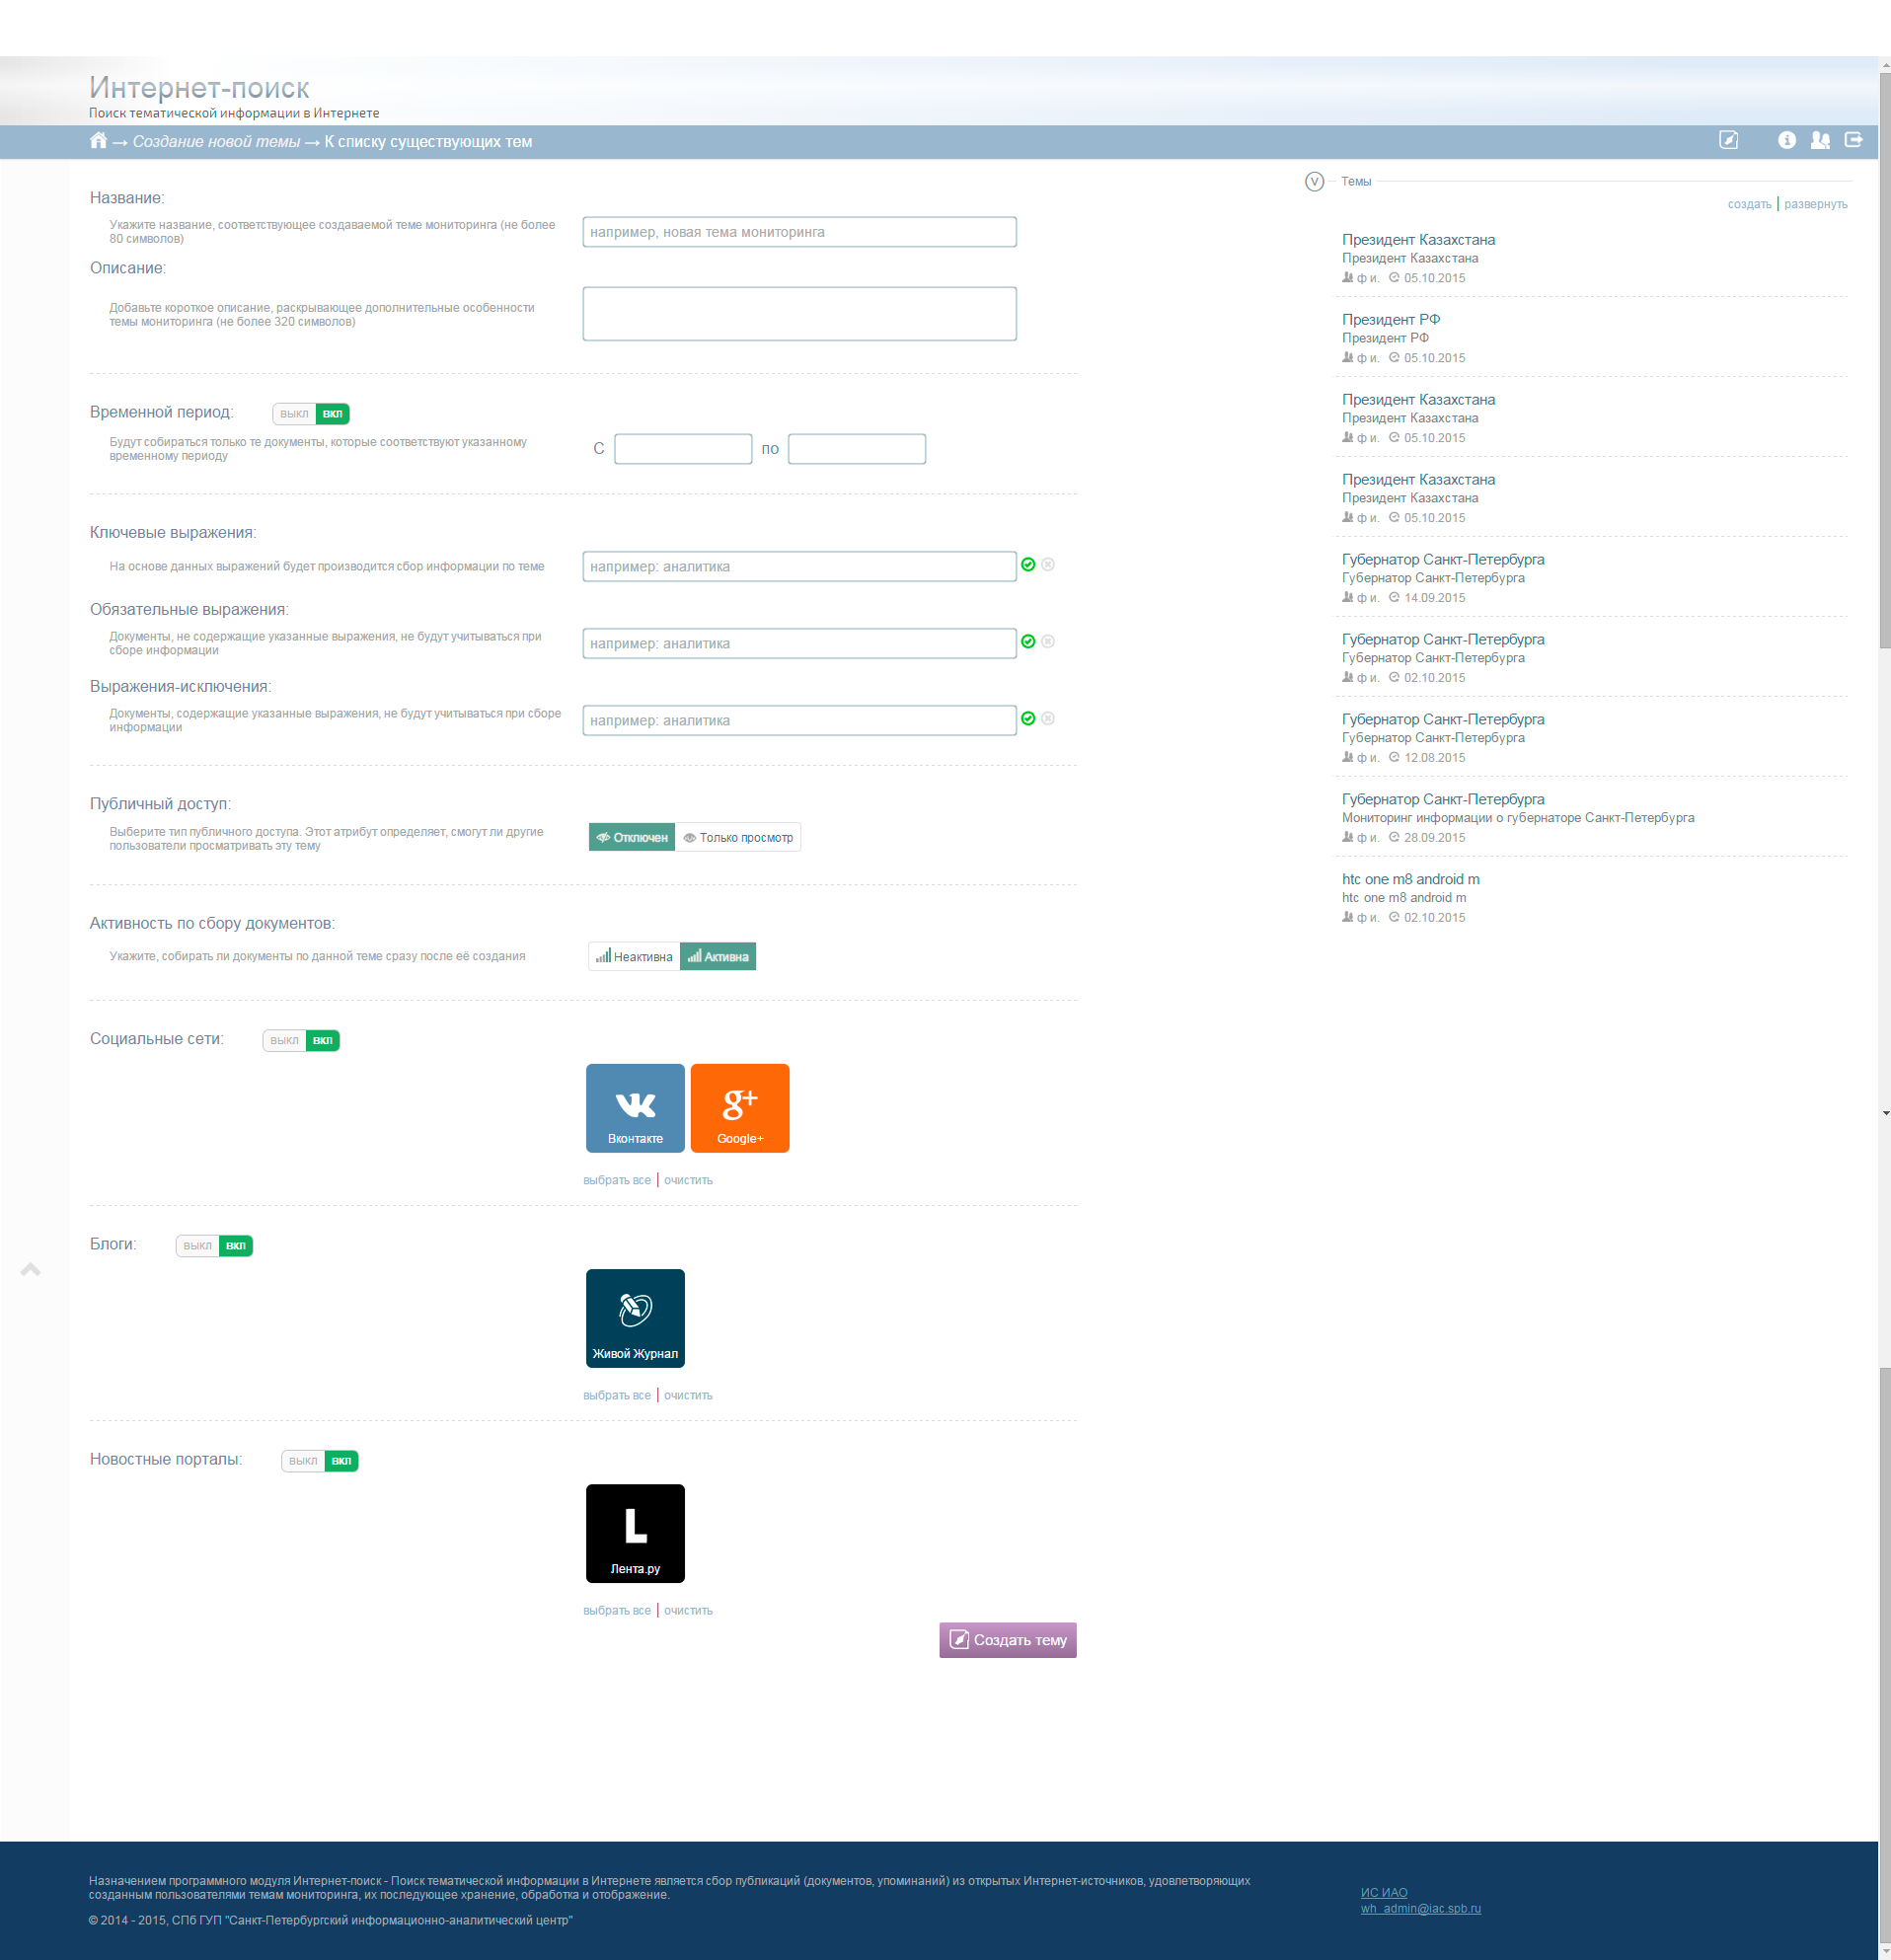 Интернет-поиск
Поиск тематической информации в Интернете
→ Создание новой темы → К списку существующих тем
Название:
Укажите название, соответствующее создаваемой теме мониторинга (не более
80 символов)
например, новая тема мониторинга
Описание:
Добавьте короткое описание, раскрывающее дополнительные особенности
темы мониторинга (не более 320 символов)
Временной период:
ВЫКЛ ВКЛ
Будут собираться только те документы, которые соответствуют указанному
временному периоду
С
по
Ключевые выражения:
На основе данных выражений будет производится сбор информации по теме
например: аналитика
Обязательные выражения:
Документы, не содержащие указанные выражения, не будут учитываться при
сборе информации
например: аналитика
Выражения-исключения:
Документы, содержащие указанные выражения, не будут учитываться при сборе
информации
например: аналитика
Публичный доступ:
Выберите тип публичного доступа. Этот атрибут определяет, смогут ли другие
пользователи просматривать эту тему
Отключен Только просмотр
Активность по сбору документов:
Укажите, собирать ли документы по данной теме сразу после её создания
Неактивна Активна
Социальные сети:
ВЫКЛ ВКЛ
Вконтакте
g+
Google+
выбрать все | очистить
Блоги:
ВЫКЛ ВКЛ
Живой Журнал
выбрать все | очистить
Новостные порталы:
ВЫКЛ ВКЛ
L
Лента.ру
выбрать все | очистить
Создать тему
V Темы
создать | развернуть
Президент Казахстана
Президент Казахстана
ф и. 05.10.2015
Президент РФ
Президент РФ
ф и. 05.10.2015
Президент Казахстана
Президент Казахстана
ф и. 05.10.2015
Президент Казахстана
Президент Казахстана
ф и. 05.10.2015
Губернатор Санкт-Петербурга
Губернатор Санкт-Петербурга
ф и. 14.09.2015
Губернатор Санкт-Петербурга
Губернатор Санкт-Петербурга
ф и. 02.10.2015
Губернатор Санкт-Петербурга
Губернатор Санкт-Петербурга
ф и. 12.08.2015
Губернатор Санкт-Петербурга
Мониторинг информации о губернаторе Санкт-Петербурга
ф и. 28.09.2015
htc one m8 android m
htc one m8 android m
ф и. 02.10.2015
Назначением программного модуля Интернет-поиск - Поиск тематической информации в Интернете является сбор публикаций (документов, упоминаний) из открытых Интернет-источников, удовлетворяющих
созданным пользователями темам мониторинга, их последующее хранение, обработка и отображение.
© 2014 - 2015, СПб ГУП "Санкт-Петербургский информационно-аналитический центр"
ИС ИАО
wh_admin@iac.spb.ru